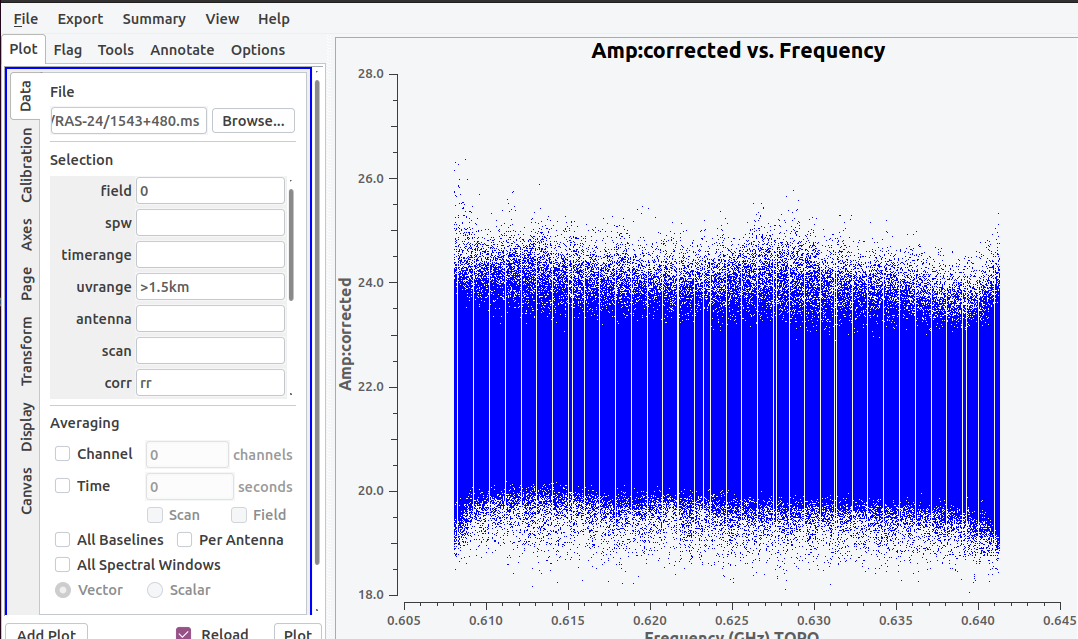 File Export Summary View Help
Plot Flag Tools Annotate Options
Data
Calibration
Axes
Page
Transform
Display
Canvas
File
/RAS-24/1543+480.ms Browse...
Selection
field 0
spw
timerange
uvrange >1.5km
antenna
scan
corr rr
Averaging
Channel 0 channels
Time 0 seconds
Scan Field
All Baselines Per Antenna
All Spectral Windows
Vector Scalar
Add Plot Reload Plot
Amp:corrected vs. Frequency
Amp:corrected
28.0
26.0
24.0
22.0
20.0
18.0
0.605 0.610 0.615 0.620 0.625 0.630 0.635 0.640 0.645
Frequency (GHz) TOPO